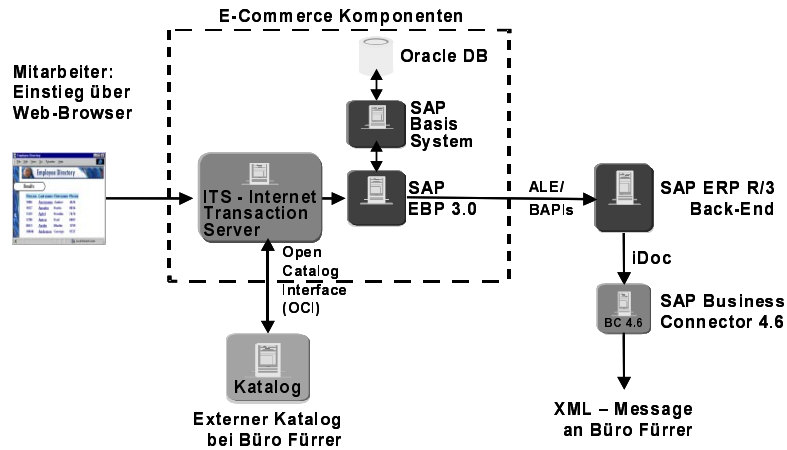 E-Commerce Komponenten
Oracle DB
Mitarbeiter:
Einstieg über
Web-Browser
SAP
Basis
System
Employee Directory
ITS - Internet
Transaction
Server
SAP
EBP 3.0
ALE/
BAPIs
SAP ERP R/3
Back-End
Open
Catalog
Interface
(OCI)
iDoc
BC 4.6
SAP Business
Connector 4.6
Katalog
Externer Katalog
bei Büro Fürrer
XML – Message
an Büro Fürrer